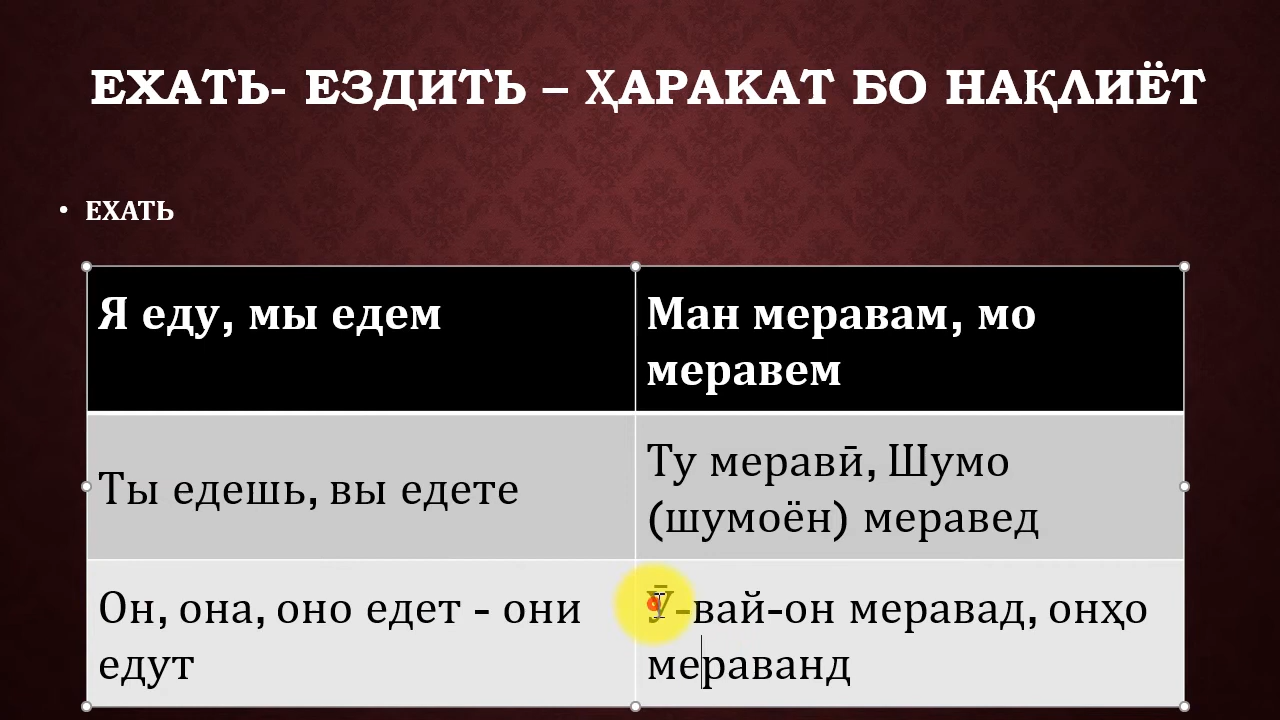 ЕХАТЬ- ЕЗДИТЬ – ҲАРАКАТ БО НАҚЛИЁТ
• ЕХАТЬ
Я еду, мы едем
Ман меравам, мо
меравем
Ты едешь, вы едете
Ту меравӣ, Шумо
(шумоён) меравед
Он, она, оно едет - они
едут
Ӯ-вай-он меравад, онҳо
мераванд